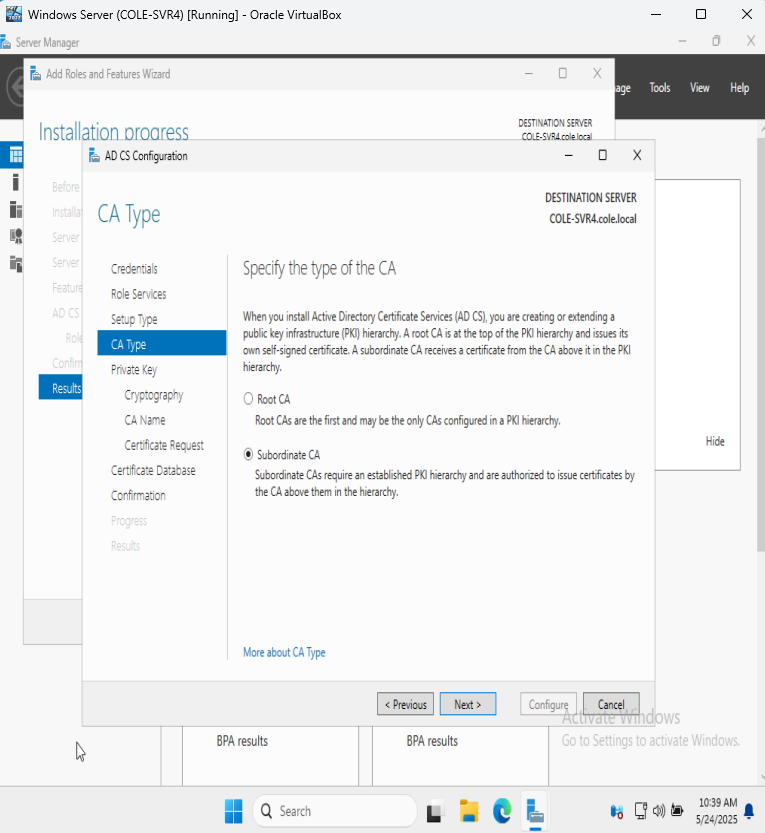 Windows Server (COLE-SVR4) [Running] - Oracle VirtualBox
Server Manager
Add Roles and Features Wizard
Tools View Help
Installation progress
DESTINATION SERVER
COLE-SVR4.cole.local
AD CS Configuration
CA Type
DESTINATION SERVER
COLE-SVR4.cole.local
Before
Server
Server
AD CS
Results
Credentials
Role Services
Setup Type
CA Type
Private Key
Cryptography
CA Name
Certificate Request
Certificate Database
Confirmation
Progress
Results
Specify the type of the CA
When you install Active Directory Certificate Services (AD CS), you are creating or extending a
public key infrastructure (PKI) hierarchy. A root CA is at the top of the PKI hierarchy and issues its
own self-signed certificate. A subordinate CA receives a certificate from the CA above it in the PKI
hierarchy.
Root CA
Root CAs are the first and may be the only CAs configured in a PKI hierarchy.
Subordinate CA
Subordinate CAs require an established PKI hierarchy and are authorized to issue certificates by
the CA above them in the hierarchy.
More about CA Type
Hide
< Previous
Next >
Configure
Cancel
Activate Windows
Go to Settings to activate Windows.
BPA results
BPA results
Search
10:39 AM
5/24/2025